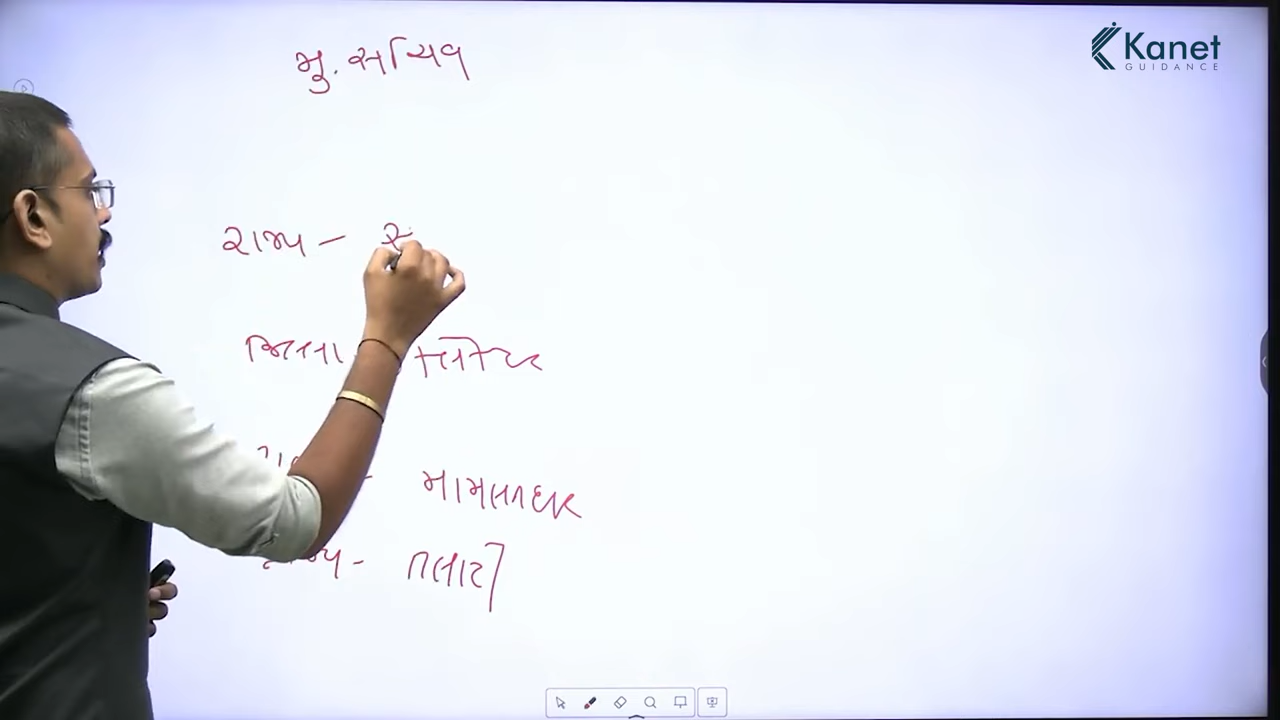 Kanet
GUIDANCE
મુ. સચિવ
રાજ્ય -
જિલ્લા
કલેક્ટર
મામલતદાર
તલાટી